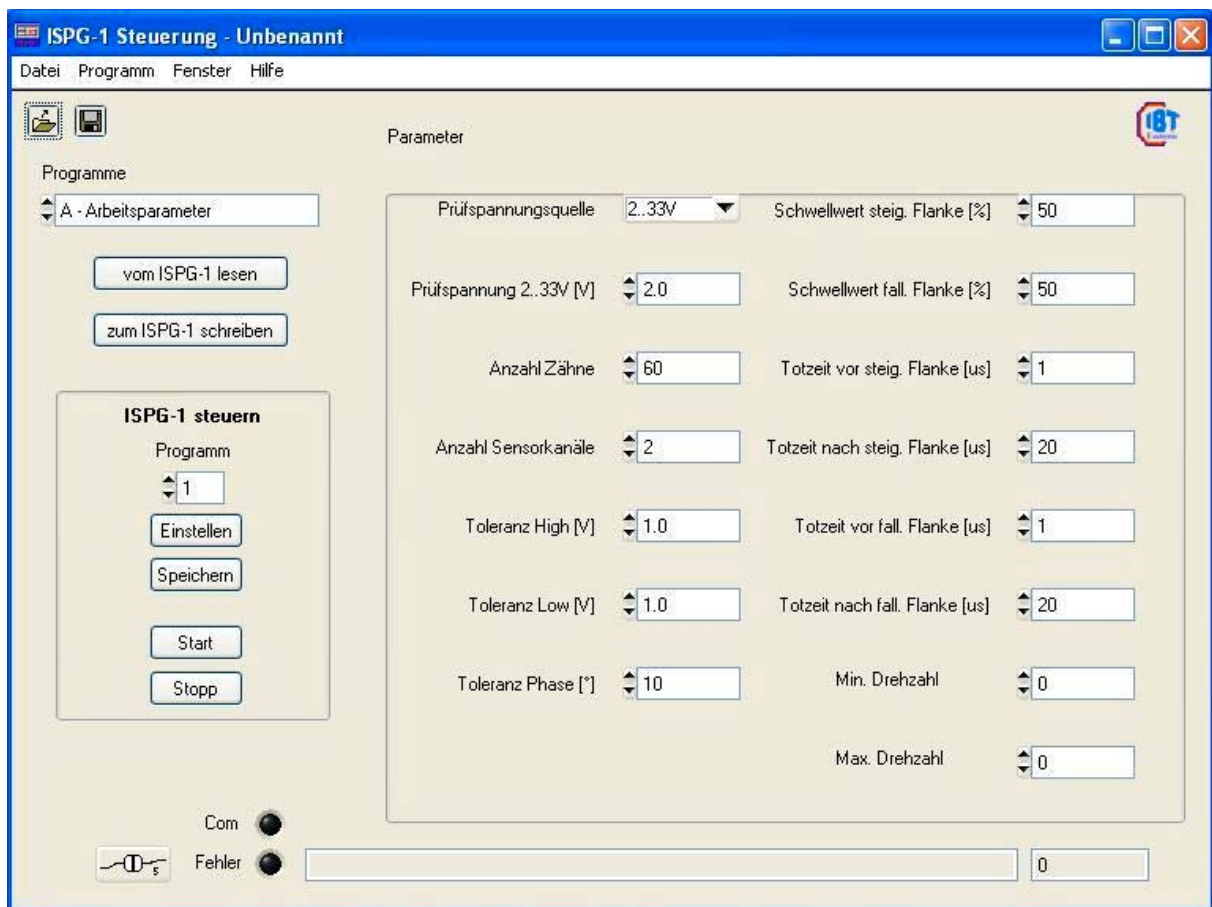 ISPG-1 Steuerung - Unbenannt
Datei Programm Fenster Hilfe
IBT
Parameter
Programme
A - Arbeitsparameter
vom ISPG-1 lesen
zum ISPG-1 schreiben
ISPG-1 steuern
Programm
1
Einstellen
Speichern
Start
Stopp
Prüfspannungsquelle 2..33V
Prüfspannung 2..33V [V] 2.0
Anzahl Zähne 60
Anzahl Sensorkanäle 2
Toleranz High [V] 1.0
Toleranz Low [V] 1.0
Toleranz Phase [°] 10
Schwellwert steig. Flanke [%] 50
Schwellwert fall. Flanke [%] 50
Totzeit vor steig. Flanke [us] 1
Totzeit nach steig. Flanke [us] 20
Totzeit vor fall. Flanke [us] 1
Totzeit nach fall. Flanke [us] 20
Min. Drehzahl 0
Max. Drehzahl 0
Com
Fehler 0